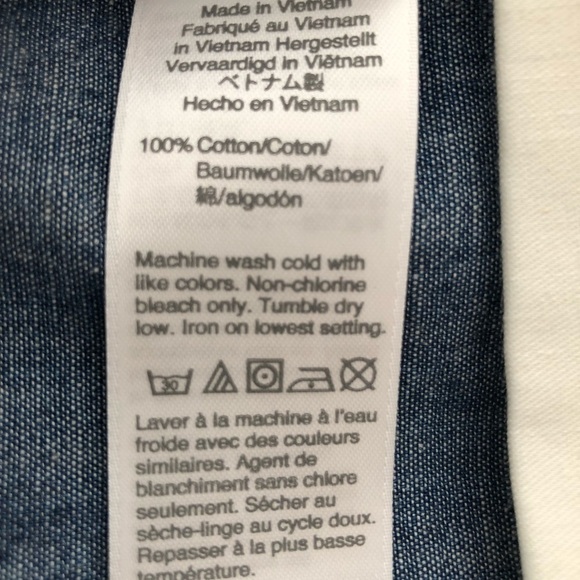 Made in Vietnam
Fabriqué au Vietnam
in Vietnam Hergestellt
Vervaardigd in Viëtnam
ベトナム製
Hecho en Vietnam
100% Cotton/Coton/
Baumwolle/Katoen/
綿/algodón
Machine wash cold with
like colors. Non-chlorine
bleach only. Tumble dry
low. Iron on lowest setting.
30
Laver à la machine à l'eau
froide avec des couleurs
similaires. Agent de
blanchiment sans chlore
seulement. Sécher au
sèche-linge au cycle doux.
Repasser à la plus basse
température.